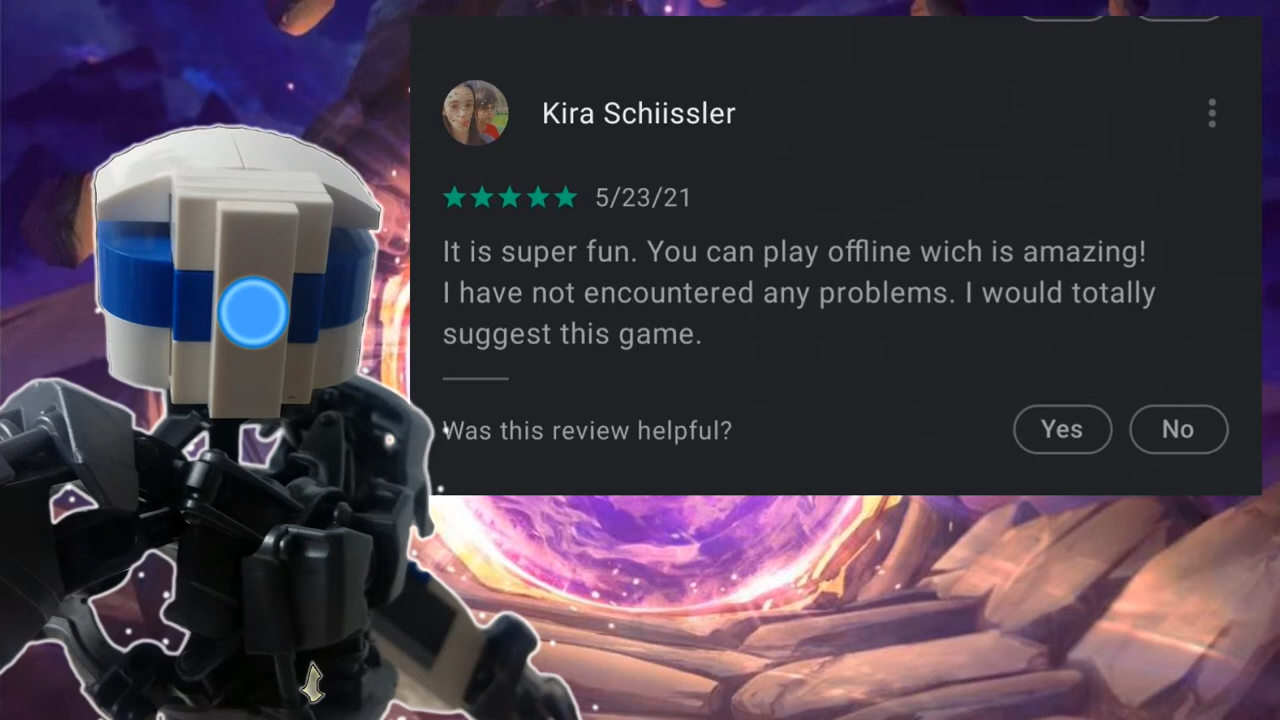 Kira Schiissler
5/23/21
It is super fun. You can play offline wich is amazing!
I have not encountered any problems. I would totally
suggest this game.
Was this review helpful?
Yes
No